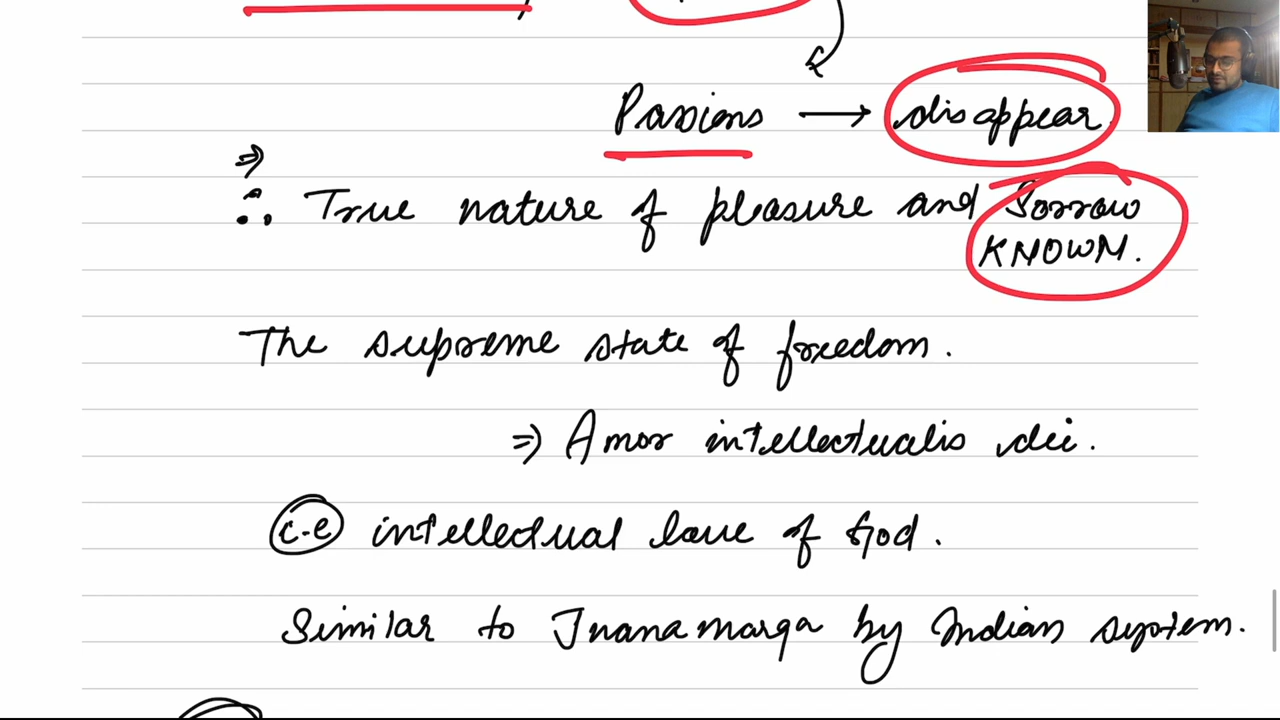 Passions → disappear.
⇒
∴ True nature of pleasure and Sorrow
KNOWN.
The supreme state of freedom.
⇒ Amor intellectualis dei.
i.e intellectual love of God.
Similar to Jnanamarga by Indian system.